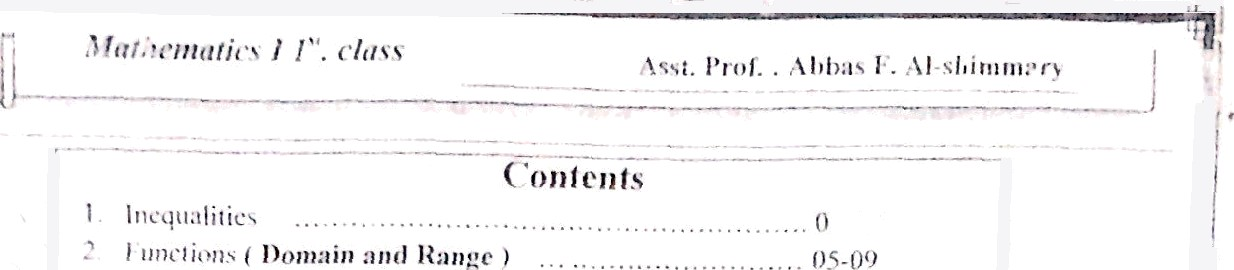 Mathematics 1 1st. class
Asst. Prof. . Abbas F. Al-shimmary
Contents
1. Inequalities ........................................................ 0
2. Functions ( Domain and Range ) ............................ 05-09